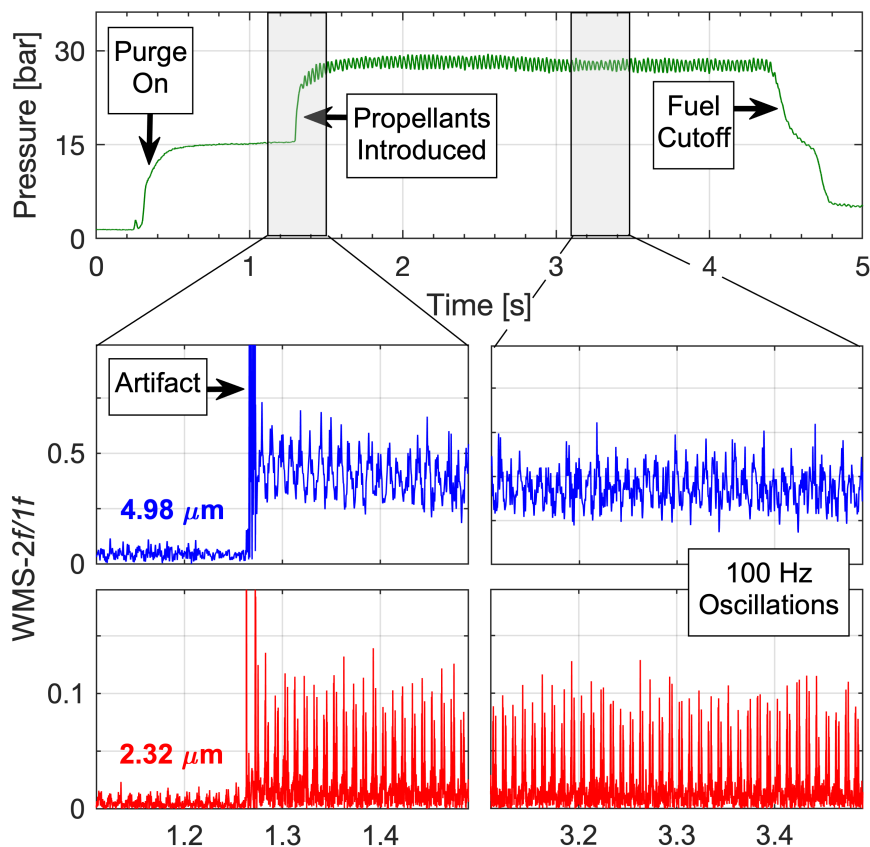 Pressure [bar]
30
15
0
Purge
On
Propellants
Introduced
Fuel
Cutoff
0 1 2 3 4 5
Time [s]
WMS-2f/1f
Artifact
0.5
4.98 μm
0
100 Hz
Oscillations
0.1
2.32 μm
0
1.2 1.3 1.4 3.2 3.3 3.4